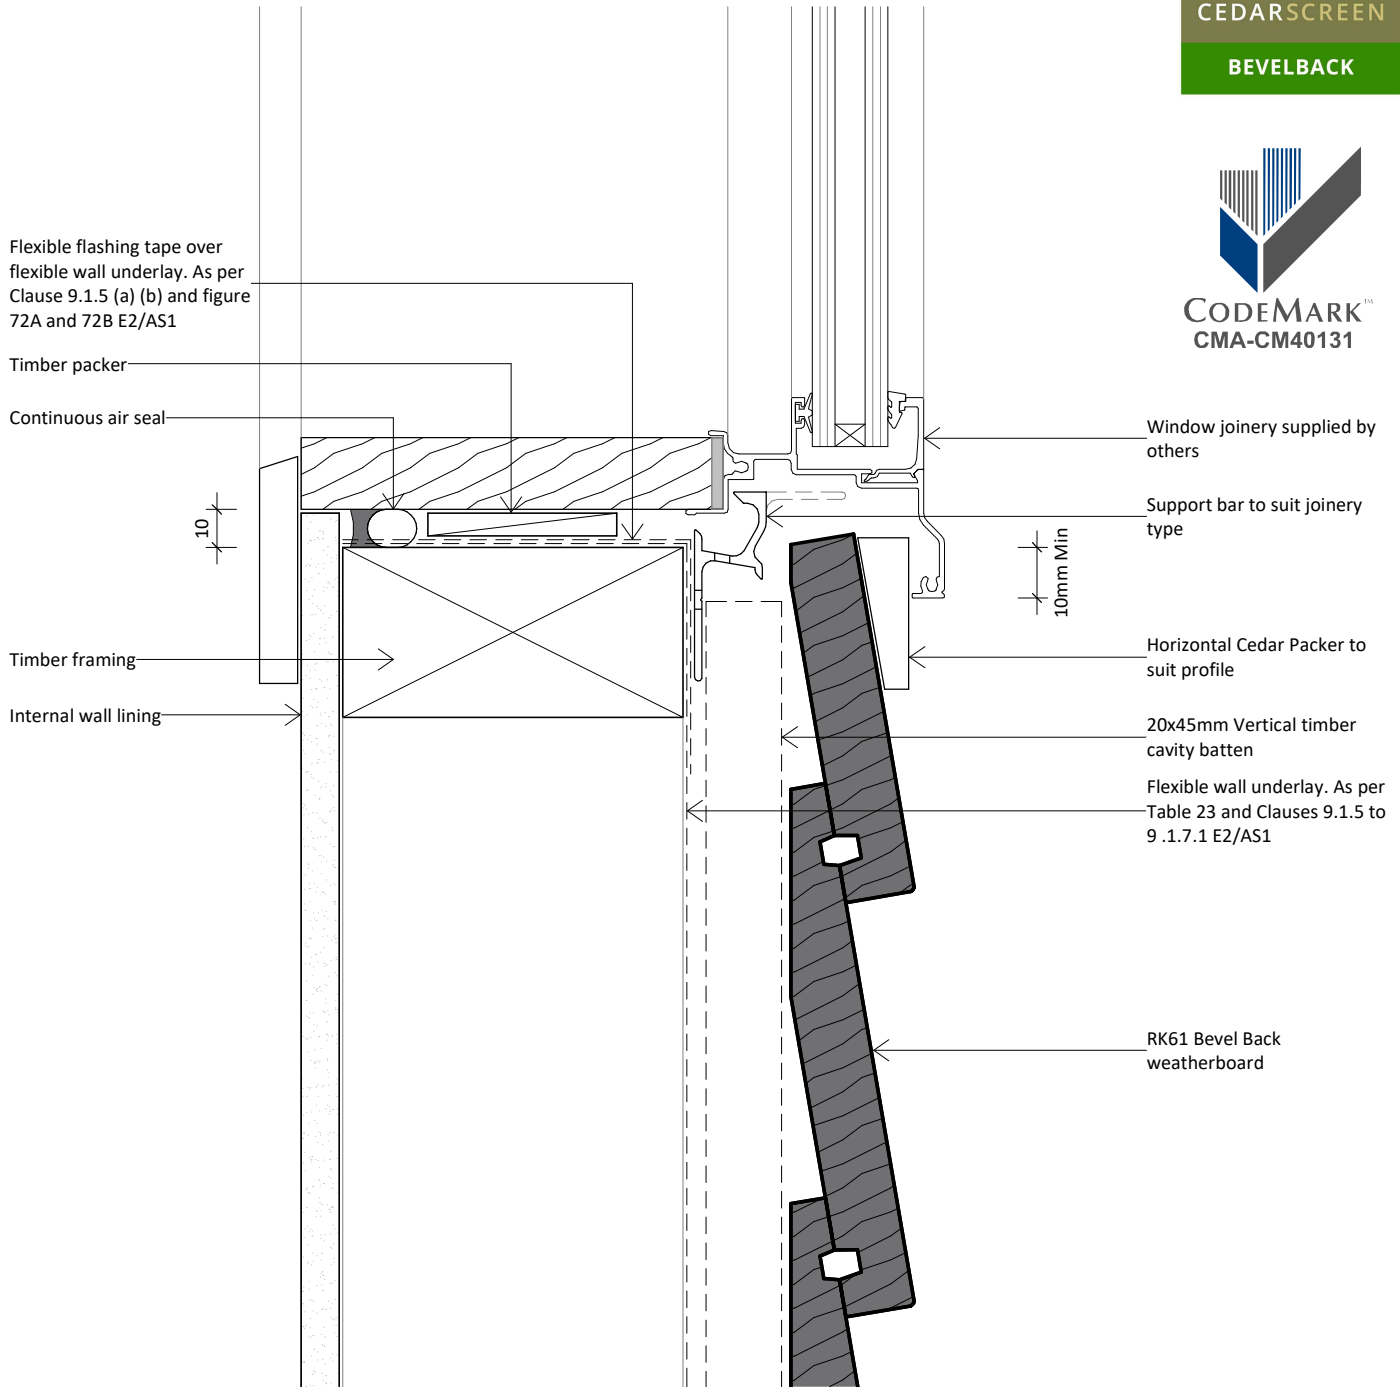 CEDARSCREEN
BEVELBACK
CODEMARK™
CMA-CM40131
Flexible flashing tape over
flexible wall underlay. As per
Clause 9.1.5 (a) (b) and figure
72A and 72B E2/AS1
Timber packer
Continuous air seal
10
Timber framing
Internal wall lining
Window joinery supplied by
others
Support bar to suit joinery
type
10mm Min
Horizontal Cedar Packer to
suit profile
20x45mm Vertical timber
cavity batten
Flexible wall underlay. As per
Table 23 and Clauses 9.1.5 to
9 .1.7.1 E2/AS1
RK61 Bevel Back
weatherboard